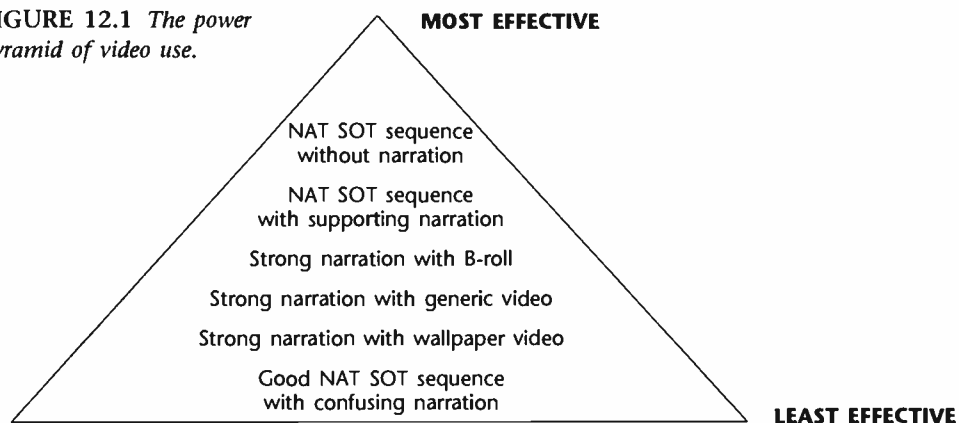 IGURE 12.1 The power
yramid of video use.
MOST EFFECTIVE
NAT SOT sequence
without narration
NAT SOT sequence
with supporting narration
Strong narration with B-roll
Strong narration with generic video
Strong narration with wallpaper video
Good NAT SOT sequence
with confusing narration
LEAST EFFECTIVE